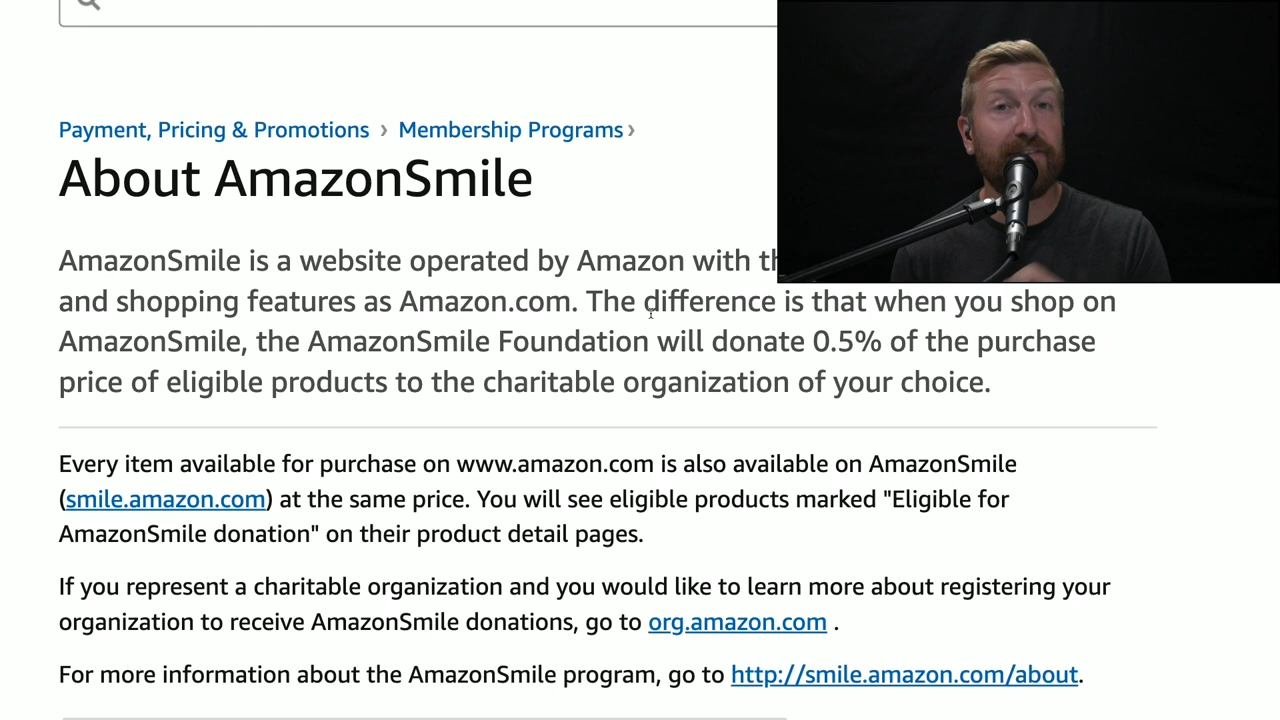 Payment, Pricing & Promotions › Membership Programs ›
About AmazonSmile
AmazonSmile is a website operated by Amazon with
and shopping features as Amazon.com. The difference is that when you shop on
AmazonSmile, the AmazonSmile Foundation will donate 0.5% of the purchase
price of eligible products to the charitable organization of your choice.
Every item available for purchase on www.amazon.com is also available on AmazonSmile
(smile.amazon.com) at the same price. You will see eligible products marked "Eligible for
AmazonSmile donation" on their product detail pages.
If you represent a charitable organization and you would like to learn more about registering your
organization to receive AmazonSmile donations, go to org.amazon.com .
For more information about the AmazonSmile program, go to http://smile.amazon.com/about.